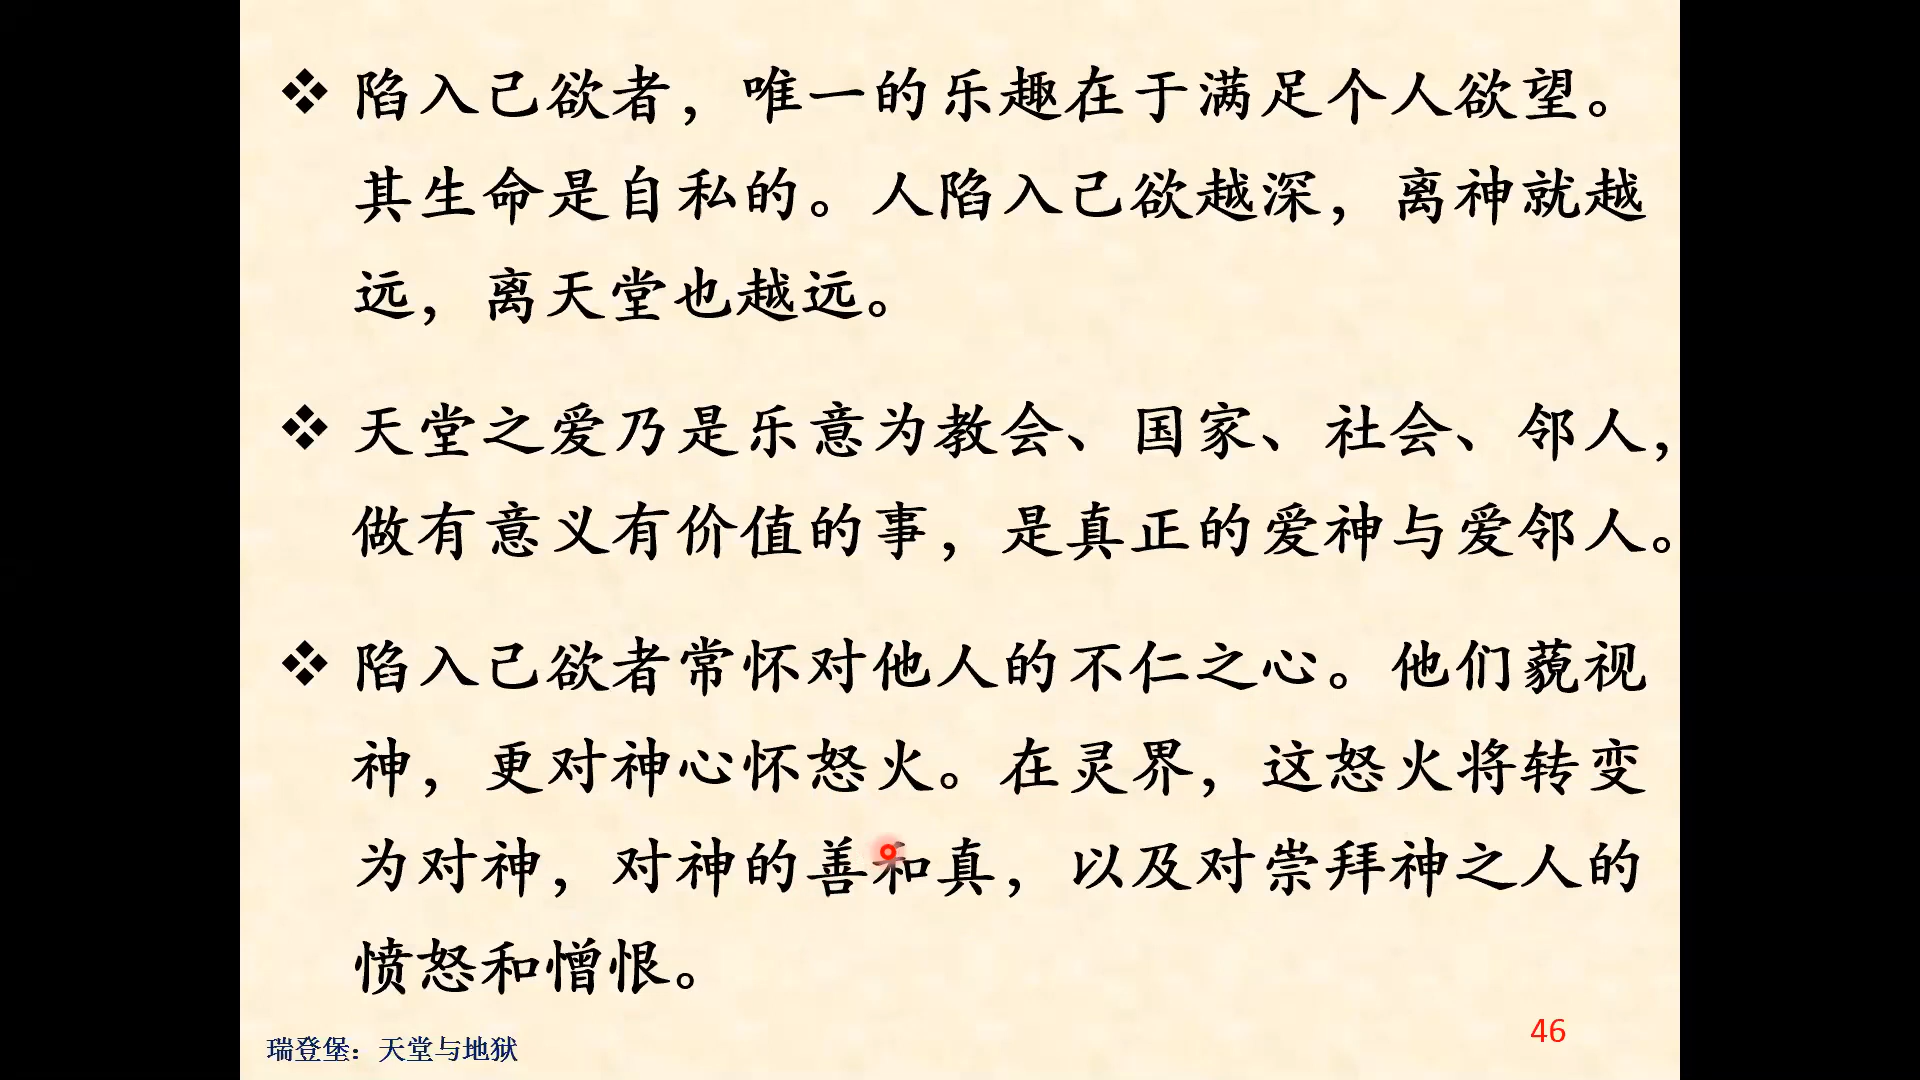 陷入己欲者，唯一的乐趣在于满足个人欲望。
其生命是自私的。人陷入己欲越深，离神就越
远，离天堂也越远。
天堂之爱乃是乐意为教会、国家、社会、邻人，
做有意义有价值的事，是真正的爱神与爱邻人。
陷入己欲者常怀对他人的不仁之心。他们藐视
神，更对神心怀怒火。在灵界，这怒火将转变
为对神，对神的善和真，以及对崇拜神之人的
愤怒和憎恨。
瑞登堡：天堂与地狱
46